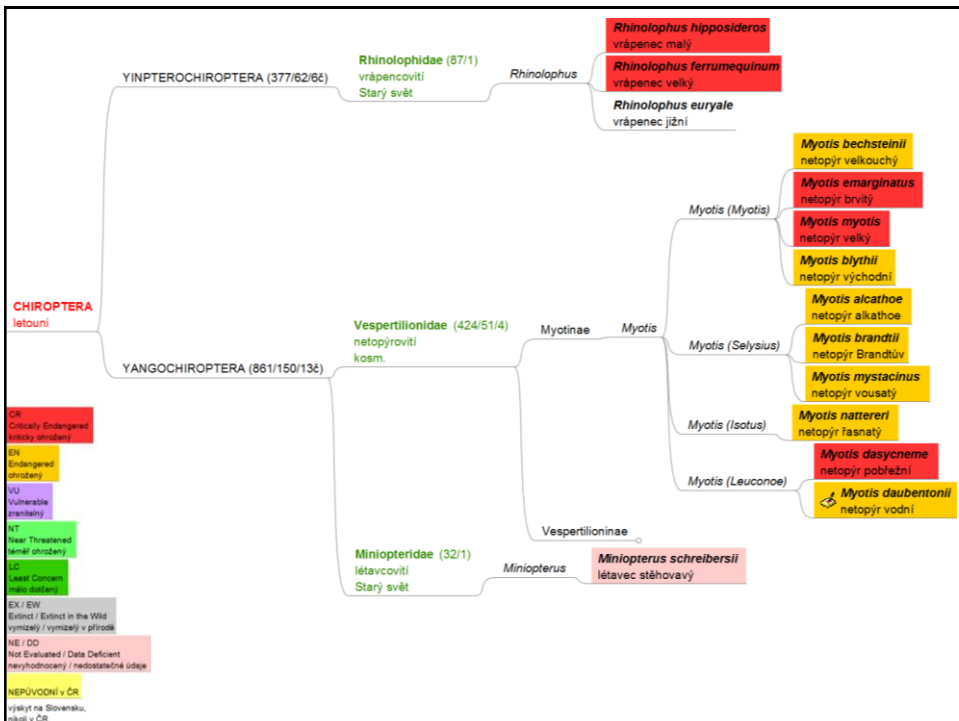 CHIROPTERA
letouni
YINPTEROCHIROPTERA (377/62/6č)
Rhinolophidae (87/1)
vrápencovití
Starý svět
Rhinolophus
Rhinolophus hipposideros
vrápenec malý
Rhinolophus ferrumequinum
vrápenec velký
Rhinolophus euryale
vrápenec jižní
YANGOCHIROPTERA (861/150/13č)
Vespertilionidae (424/51/4)
netopýrovití
kosm.
Myotinae
Myotis
Myotis (Myotis)
Myotis bechsteinii
netopýr velkouchý
Myotis emarginatus
netopýr brvitý
Myotis myotis
netopýr velký
Myotis blythii
netopýr východní
Myotis (Selysius)
Myotis alcathoe
netopýr alkathoe
Myotis brandtii
netopýr Brandtův
Myotis mystacinus
netopýr vousatý
Myotis (Isotus)
Myotis nattereri
netopýr řasnatý
Myotis (Leuconoe)
Myotis dasycneme
netopýr pobřežní
Myotis daubentonii
netopýr vodní
Vespertilioninae
Miniopteridae (32/1)
létavcovití
Starý svět
Miniopterus
Miniopterus schreibersii
létavec stěhovavý
CR
Critically Endangered
kriticky ohrožený
EN
Endangered
ohrožený
VU
Vulnerable
zranitelný
NT
Near Threatened
téměř ohrožený
LC
Least Concern
málo dotčený
EX / EW
Extinct / Extinct in the Wild
vymizelý / vymizelý v přírodě
NE / DD
Not Evaluated / Data Deficient
nevyhodnocený / nedostatečné údaje
NEPŮVODNÍ v ČR
výskyt na Slovensku,
nikoli v ČR